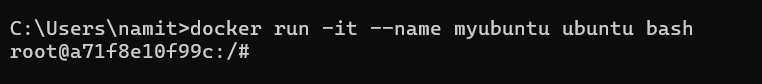 C:\Users\namit>docker run -it --name myubuntu ubuntu bash
root@a71f8e10f99c:/#